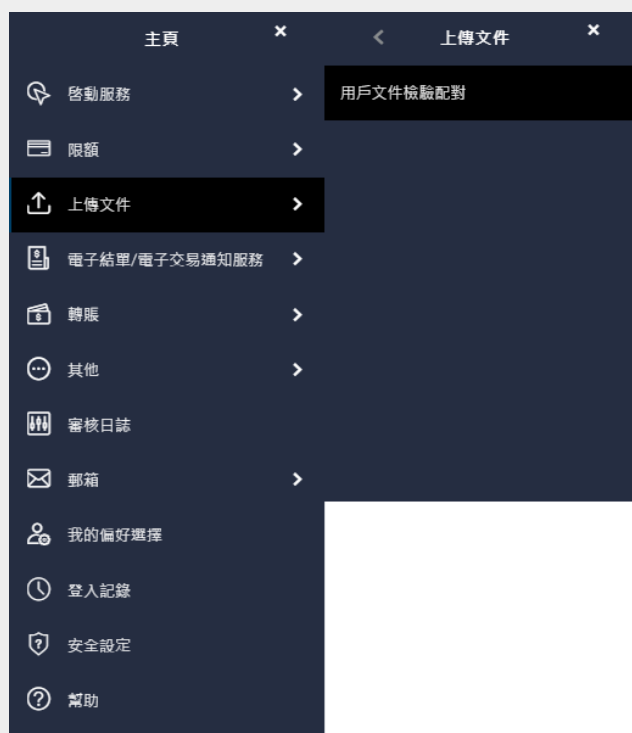 主頁
啓動服務
限額
上傳文件
電子結單/電子交易通知服務
轉賬
其他
審核日誌
郵箱
我的偏好選擇
登入記錄
安全設定
幫助
上傳文件
用戶文件檢驗配對